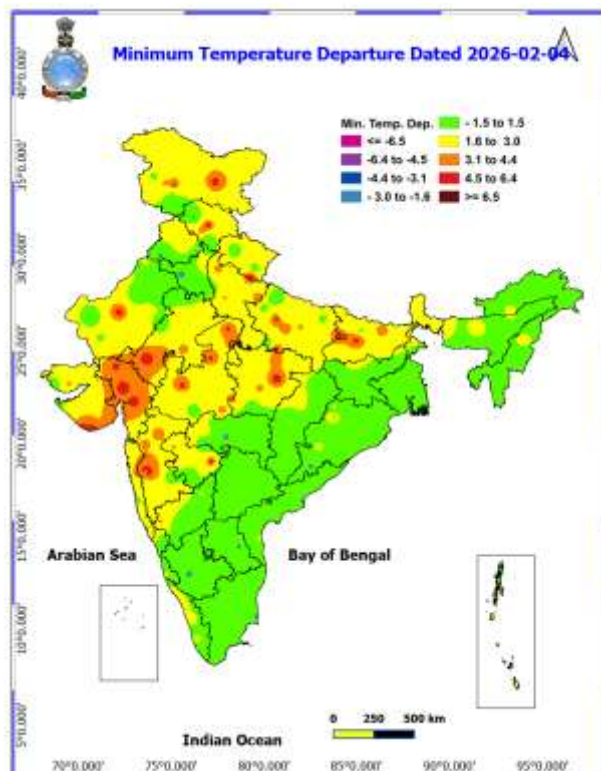 Minimum Temperature Departure Dated 2026-02-04
Min. Temp. Dep.
<= -6.5
-6.4 to -4.5
-4.4 to -3.1
- 3.0 to -1.6
- 1.5 to 1.5
1.6 to 3.0
3.1 to 4.4
4.5 to 6.4
>= 6.5
40°0.000'
35°0.000'
30°0.000'
25°0.000'
20°0.000'
15°0.000'
10°0.000'
5°0.000'
Arabian Sea
Bay of Bengal
0 250 500 km
Indian Ocean
70°0.000' 75°0.000' 80°0.000' 85°0.000' 90°0.000' 95°0.000'